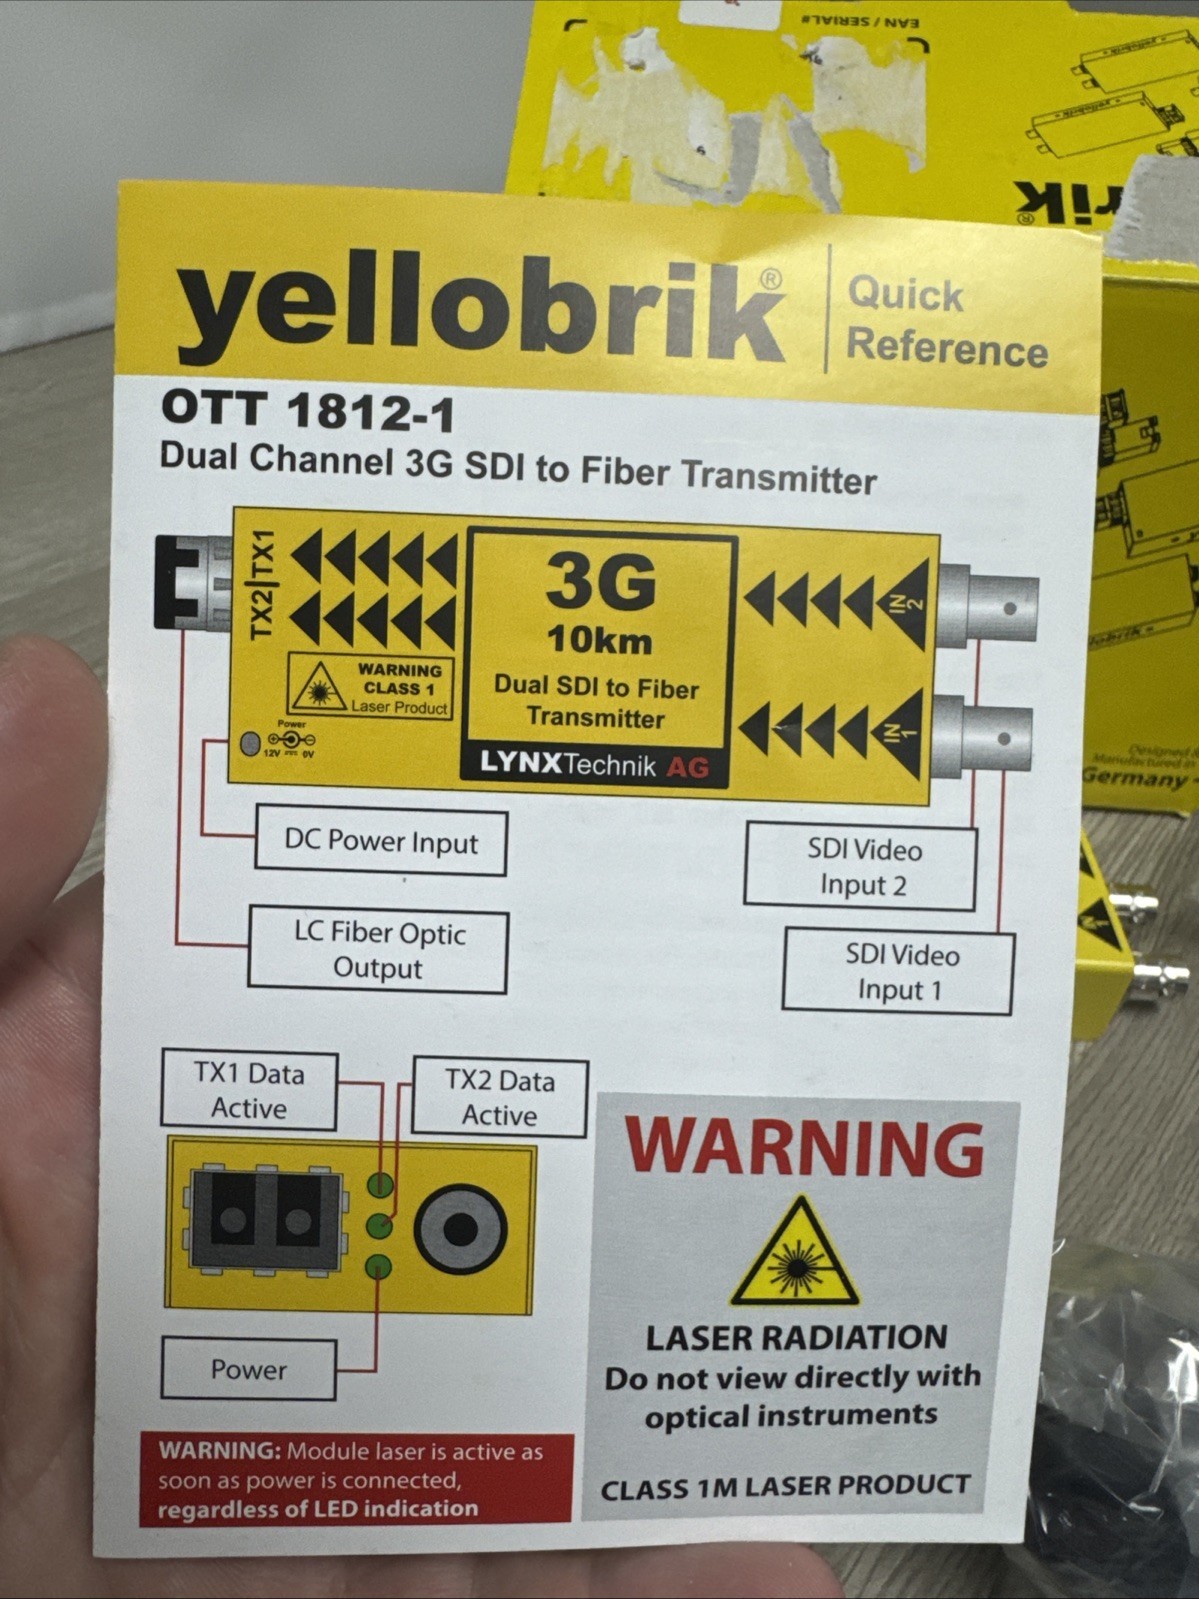 EAN / SERIAL#
yellobrik®
Quick
Reference
OTT 1812-1
Dual Channel 3G SDI to Fiber Transmitter
TX2|TX1
3G
10km
Dual SDI to Fiber
Transmitter
LYNXTechnik AG
IN 2
IN 1
WARNING
CLASS 1
Laser Product
Power
12V 0V
DC Power Input
LC Fiber Optic
Output
SDI Video
Input 2
SDI Video
Input 1
TX1 Data
Active
TX2 Data
Active
Power
WARNING
LASER RADIATION
Do not view directly with
optical instruments
CLASS 1M LASER PRODUCT
WARNING: Module laser is active as
soon as power is connected,
regardless of LED indication
rik®
Designed &
Manufactured in
Germany